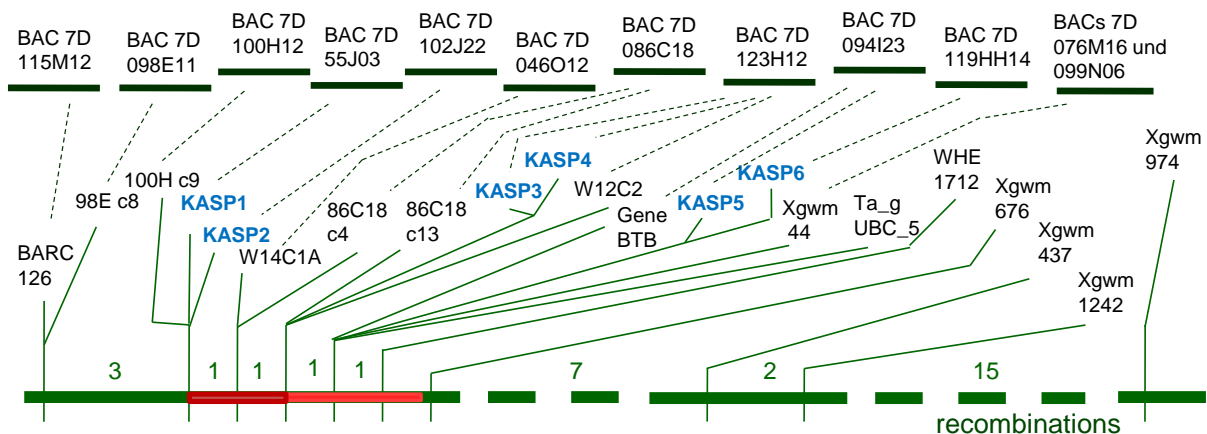 BAC 7D
115M12
BAC 7D
098E11
BAC 7D
100H12
BAC 7D
55J03
BAC 7D
102J22
BAC 7D
046O12
BAC 7D
086C18
BAC 7D
123H12
BAC 7D
094I23
BAC 7D
119HH14
BACs 7D
076M16 und
099N06
BARC
126
98E c8
100H c9
KASP1
KASP2
W14C1A
86C18
c4
86C18
c13
KASP3
KASP4
W12C2
Gene
BTB
KASP5
KASP6
Xgwm
44
Ta_g
UBC_5
WHE
1712
Xgwm
676
Xgwm
437
Xgwm
1242
Xgwm
974
3
1
1
1
1
7
2
15
recombinations